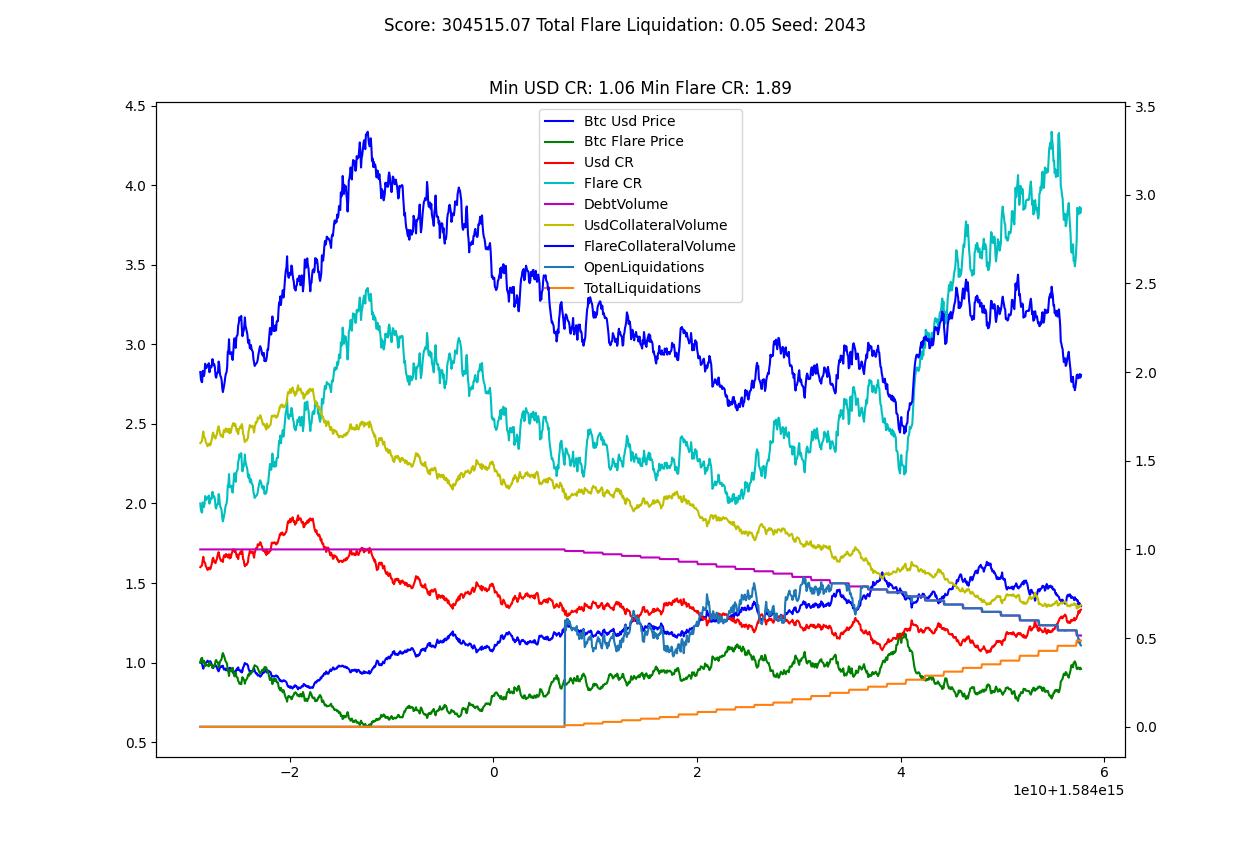 Score: 304515.07 Total Flare Liquidation: 0.05 Seed: 2043
Min USD CR: 1.06 Min Flare CR: 1.89
Btc Usd Price
Btc Flare Price
Usd CR
Flare CR
DebtVolume
UsdCollateralVolume
FlareCollateralVolume
OpenLiquidations
TotalLiquidations
4.5
4.0
3.5
3.0
2.5
2.0
1.5
1.0
0.5
3.5
3.0
2.5
2.0
1.5
1.0
0.5
0.0
−2 0 2 4 6
1e10+1.584e15